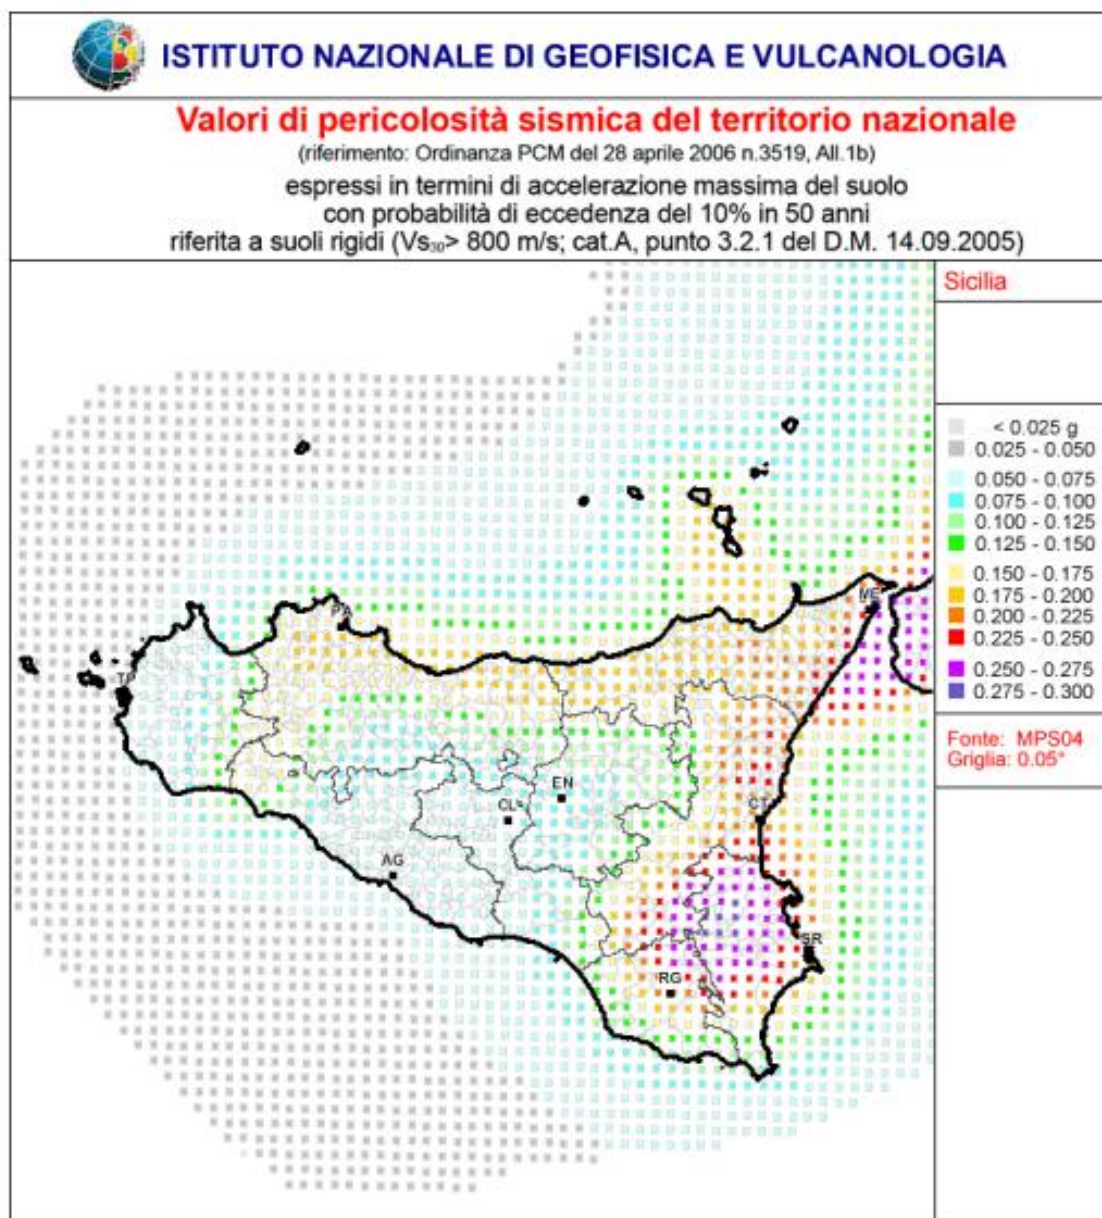 ISTITUTO NAZIONALE DI GEOFISICA E VULCANOLOGIA
Valori di pericolosità sismica del territorio nazionale
(riferimento: Ordinanza PCM del 28 aprile 2006 n.3519, All.1b)
espressi in termini di accelerazione massima del suolo
con probabilità di eccedenza del 10% in 50 anni
riferita a suoli rigidi (Vs₃₀> 800 m/s; cat.A, punto 3.2.1 del D.M. 14.09.2005)
Sicilia
< 0.025 g
0.025 - 0.050
0.050 - 0.075
0.075 - 0.100
0.100 - 0.125
0.125 - 0.150
0.150 - 0.175
0.175 - 0.200
0.200 - 0.225
0.225 - 0.250
0.250 - 0.275
0.275 - 0.300
Fonte: MPS04
Griglia: 0.05°
ME
PA
EN
CL
CT
AG
SR
RG